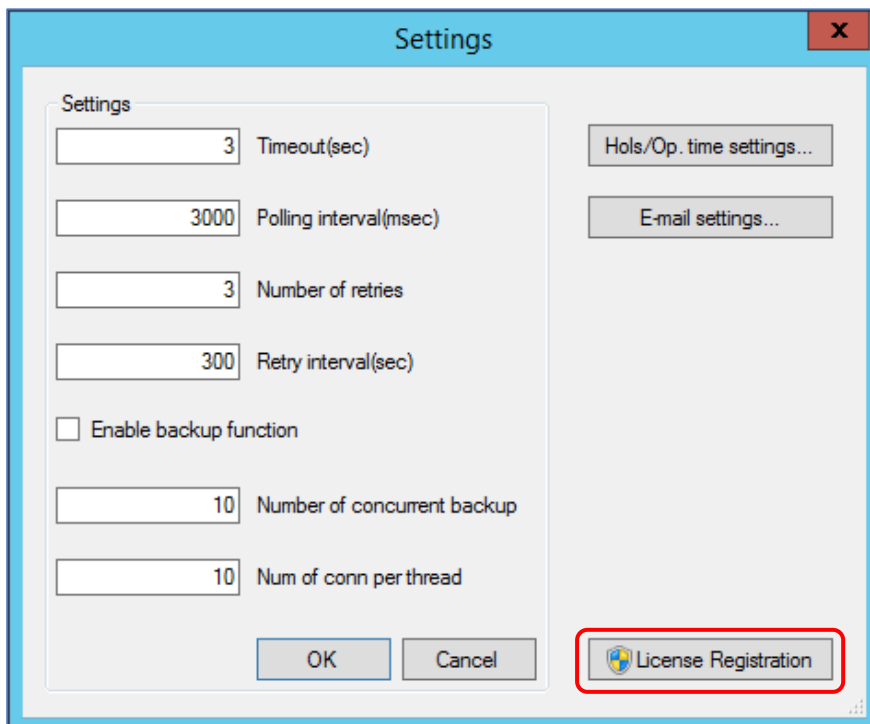 Settings
x
Settings
3 Timeout(sec)
Hols/Op. time settings...
3000 Polling interval(msec)
E-mail settings...
3 Number of retries
300 Retry interval(sec)
Enable backup function
10 Number of concurrent backup
10 Num of conn per thread
OK
Cancel
License Registration